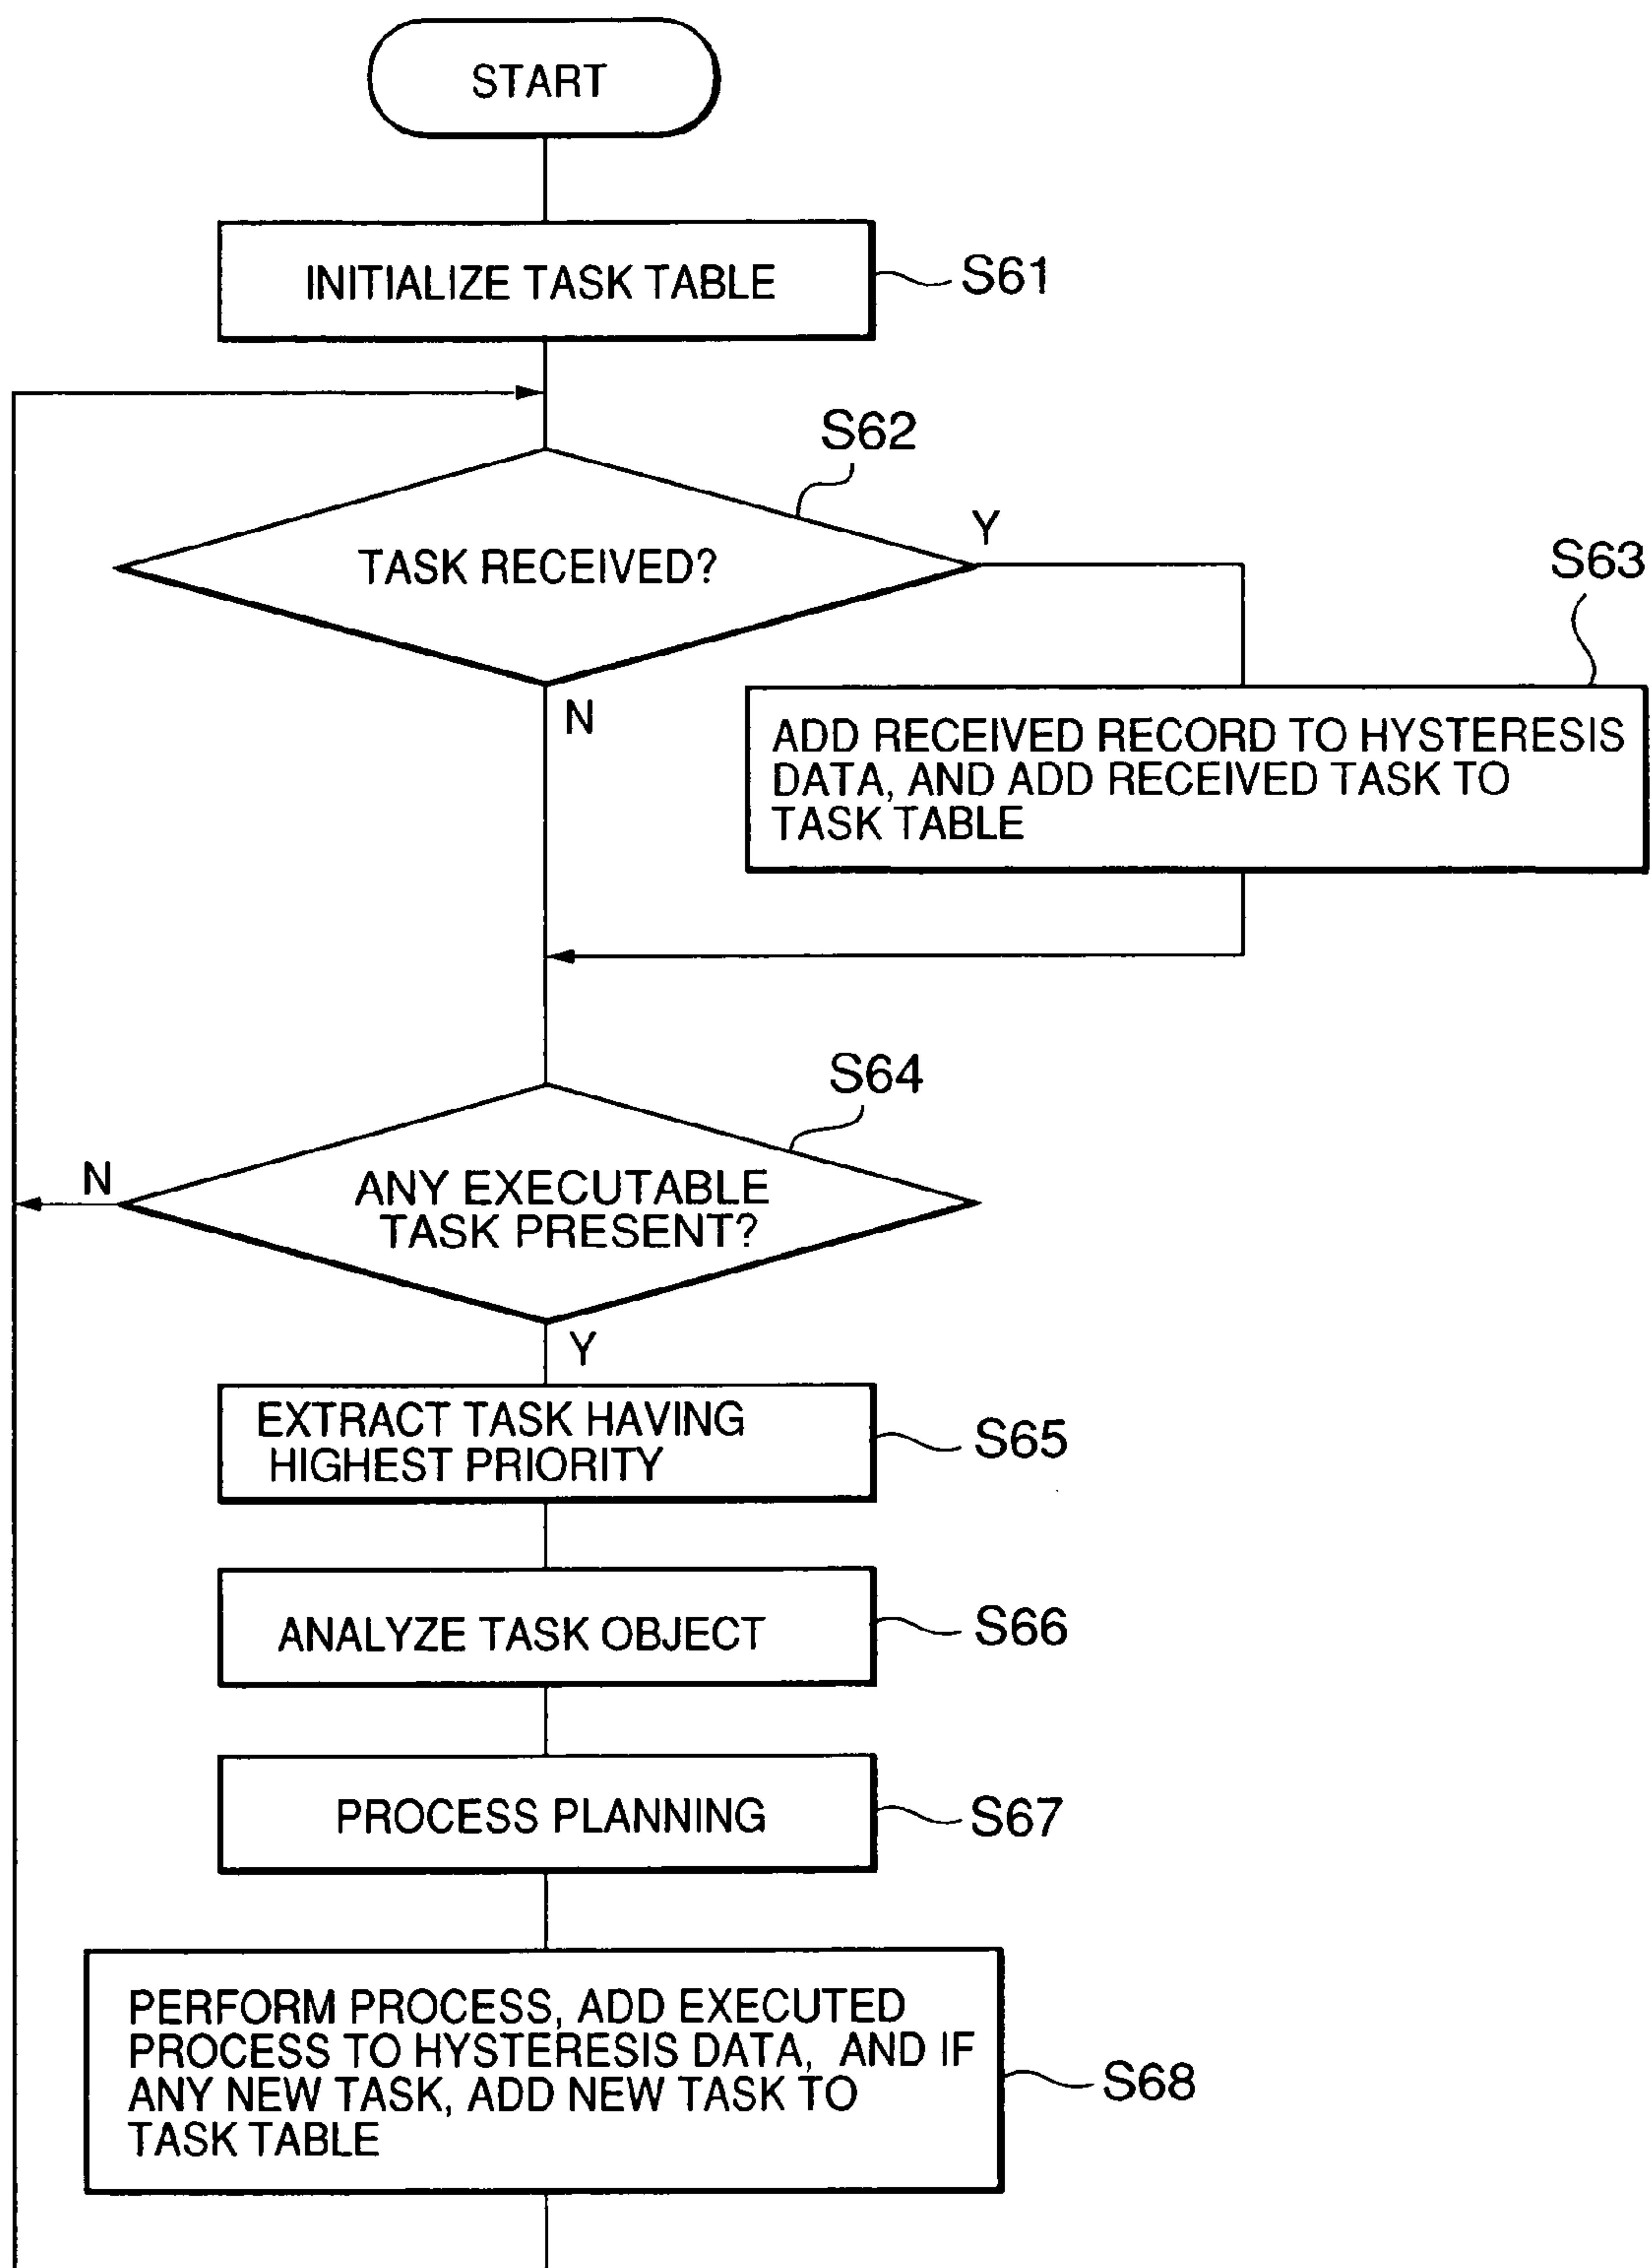 START
INITIALIZE TASK TABLE
S61
S62
TASK RECEIVED?
Y
N
S63
ADD RECEIVED RECORD TO HYSTERESIS
DATA, AND ADD RECEIVED TASK TO
TASK TABLE
S64
ANY EXECUTABLE
TASK PRESENT?
N
Y
EXTRACT TASK HAVING
HIGHEST PRIORITY
S65
ANALYZE TASK OBJECT
S66
PROCESS PLANNING
S67
PERFORM PROCESS, ADD EXECUTED
PROCESS TO HYSTERESIS DATA, AND IF
ANY NEW TASK, ADD NEW TASK TO
TASK TABLE
S68